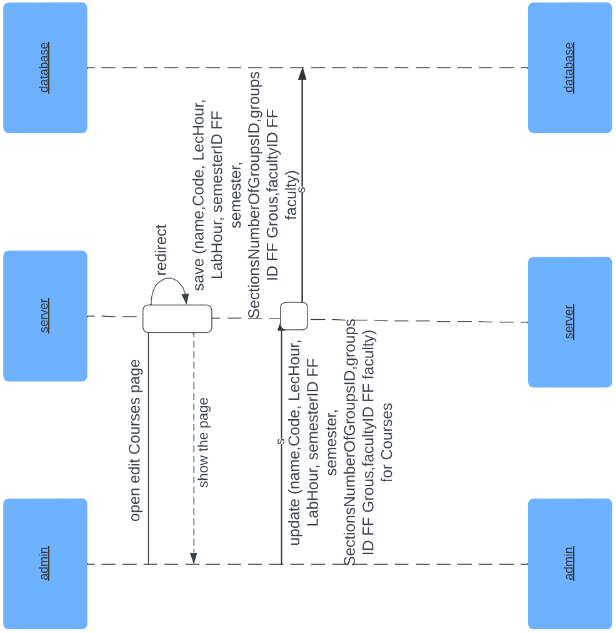 admin
server
database
open edit Courses page
redirect
show the page
save (name,Code, LecHour,
LabHour, semesterID FF
semester,
SectionsNumberOfGroupsID,groups
ID FF Grous,facultyID FF
faculty)
s
s
update (name,Code, LecHour,
LabHour, semesterID FF
semester,
SectionsNumberOfGroupsID,groups
ID FF Grous,facultyID FF faculty)
for Courses
admin
server
database